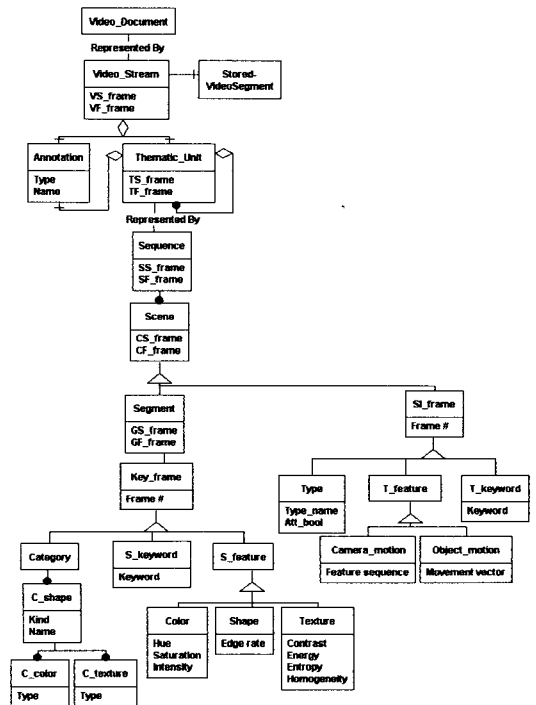 Video_Document
Represented By
Video_Stream
VS_frame
VF_frame
Stored-
VideoSegment
Annotation
Type
Name
Thematic_Unit
TS_frame
TF_frame
Represented By
Sequence
SS_frame
SF_frame
Scene
CS_frame
CF_frame
Segment
GS_frame
GF_frame
SI_frame
Frame #
Key_frame
Frame #
Type
Type_name
Att_bool
T_feature
T_keyword
Keyword
Camera_motion
Feature sequence
Object_motion
Movement vector
Category
S_keyword
Keyword
S_feature
C_shape
Kind
Name
Color
Hue
Saturation
Intensity
Shape
Edge rate
Texture
Contrast
Energy
Entropy
Homogeneity
C_color
Type
C_texture
Type